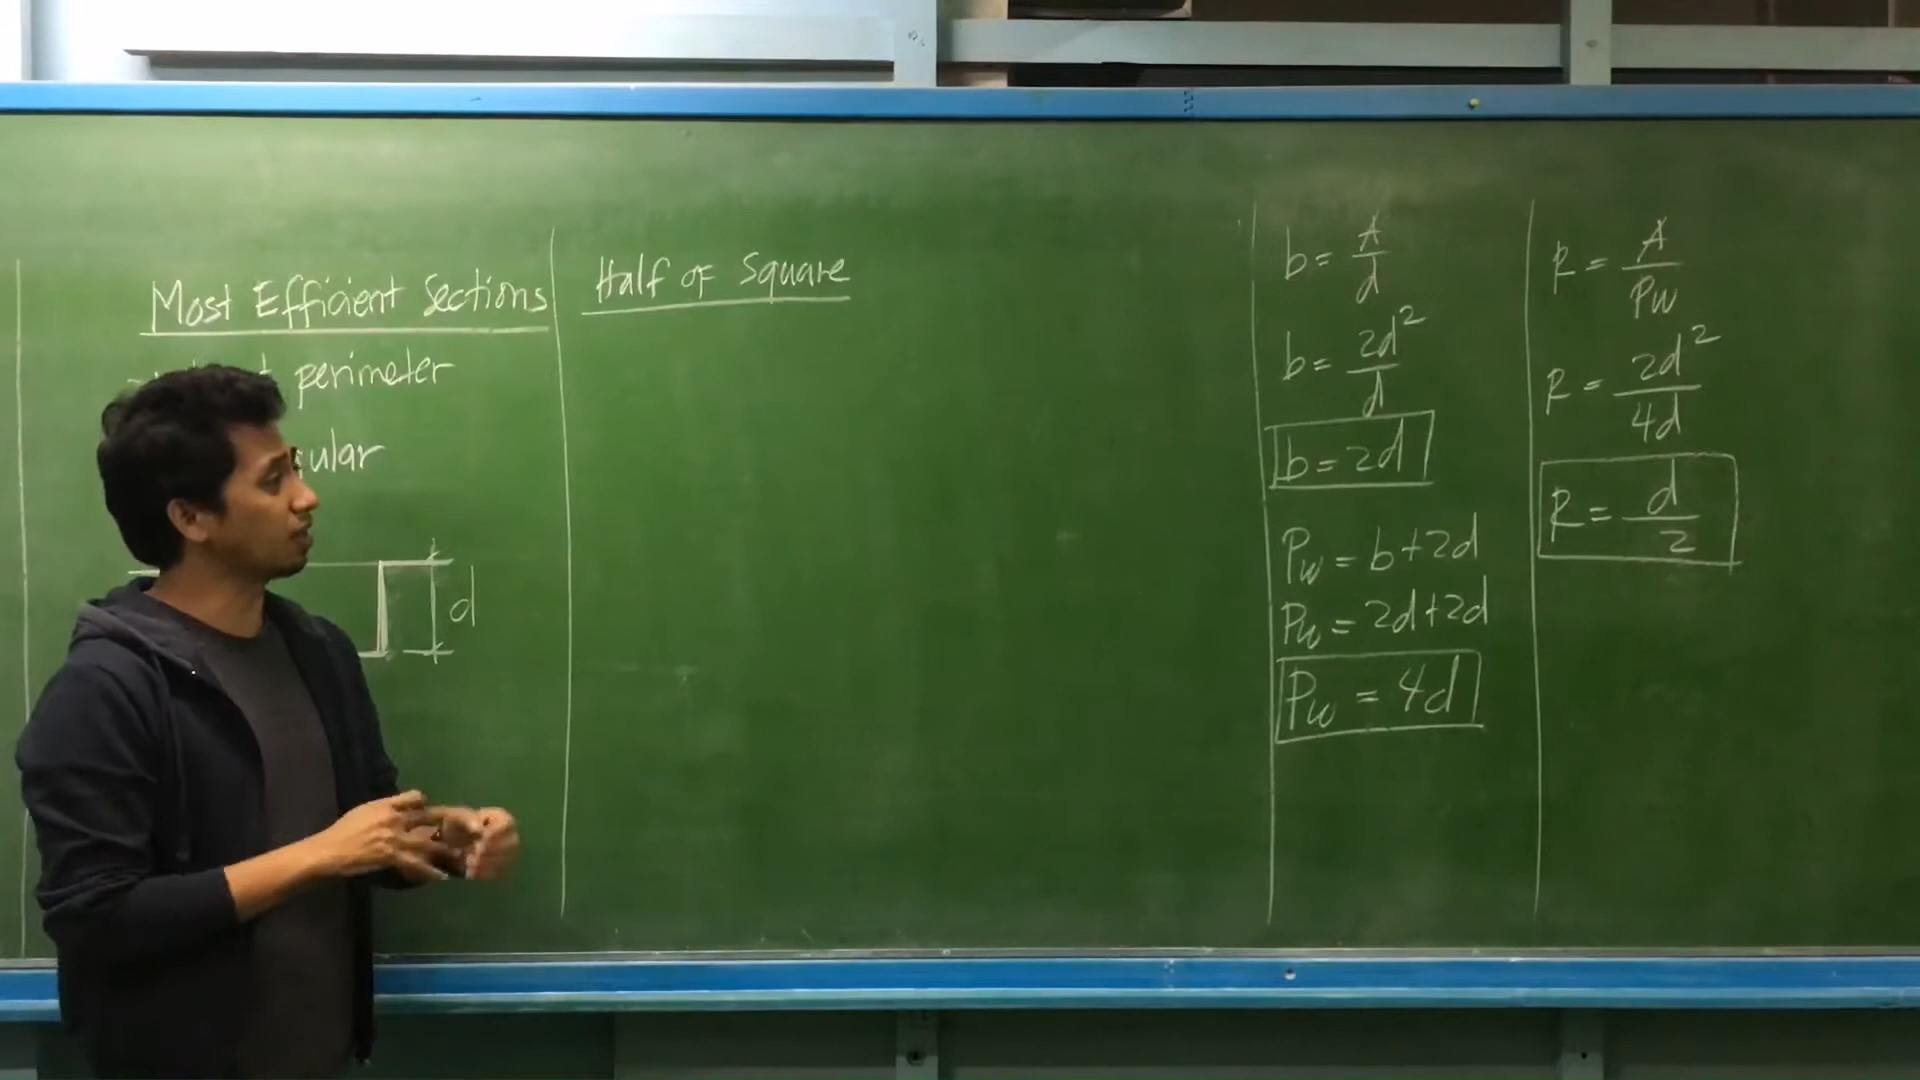 Most Efficient Sections
perimeter
d
Half of Square
b = A/d
b = 2d²/d
b = 2d
Pw = b+2d
Pw = 2d+2d
Pw = 4d
R = A/Pw
R = 2d²/4d
R = d/2